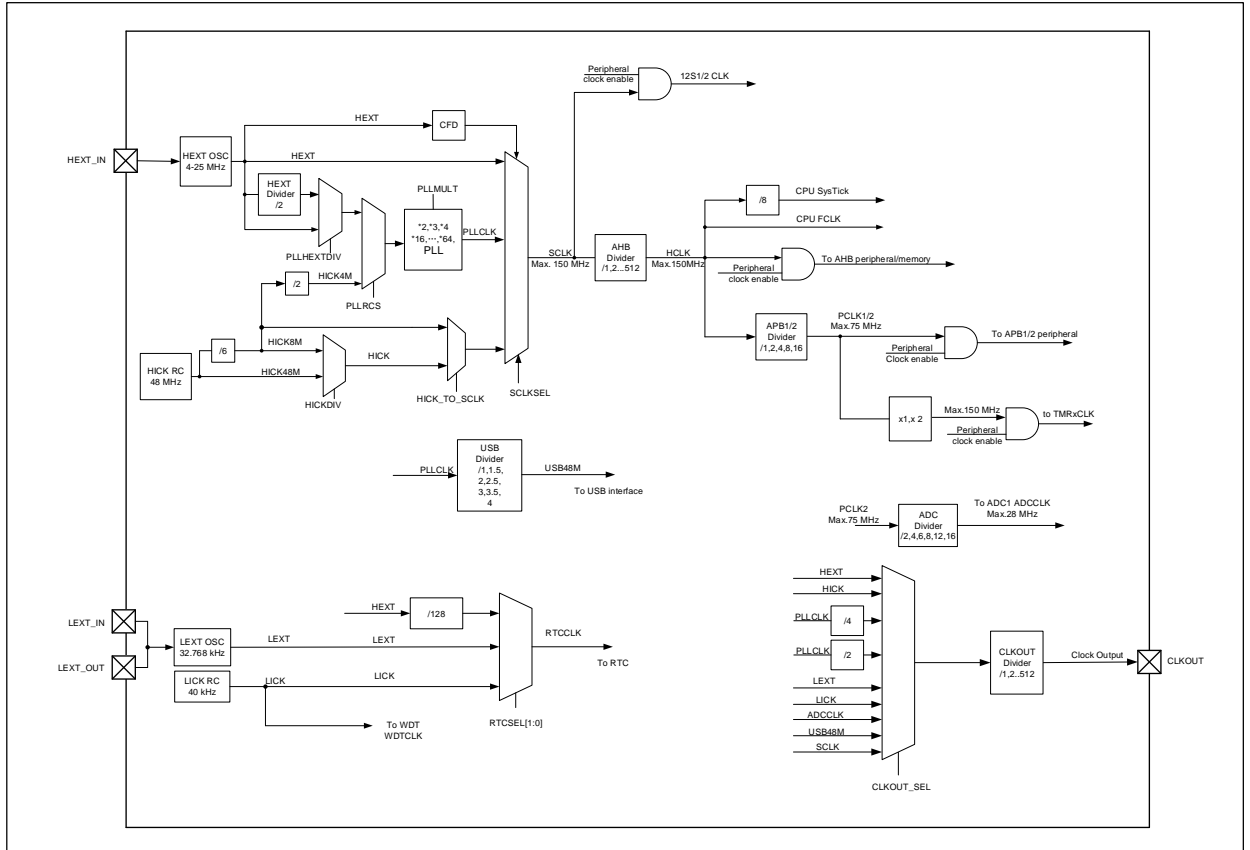 Peripheral
clock enable
12S1/2 CLK
HEXT
CFD
HEXT_IN
HEXT OSC
4-25 MHz
HEXT
HEXT
Divider
/2
PLLHEXTDIV
PLLMULT
*2,*3,*4
*16,...,*64,
PLL
PLLCLK
/2
HICK4M
PLLRCS
HICK RC
48 MHz
/6
HICK8M
HICK48M
HICKDIV
HICK
HICK_TO_SCLK
SCLKSEL
SCLK
Max. 150 MHz
AHB
Divider
/1,2...512
HCLK
Max.150MHz
/8
CPU SysTick
CPU FCLK
Peripheral
clock enable
To AHB peripheral/memory
APB1/2
Divider
/1,2,4,8,16
PCLK1/2
Max.75 MHz
Peripheral
Clock enable
To APB1/2 peripheral
x1,x 2
Max.150 MHz
Peripheral
clock enable
to TMRxCLK
PLLCLK
USB
Divider
/1,1.5,
2,2.5,
3,3.5,
4
USB48M
To USB interface
PCLK2
Max.75 MHz
ADC
Divider
/2,4,6,8,12,16
To ADC1 ADCCLK
Max.28 MHz
LEXT_IN
LEXT_OUT
LEXT OSC
32.768 kHz
LICK RC
40 kHz
HEXT
/128
LEXT
LEXT
LICK
LICK
To WDT
WDTCLK
RTCSEL[1:0]
RTCCLK
To RTC
HEXT
HICK
PLLCLK
/4
PLLCLK
/2
LEXT
LICK
ADCCLK
USB48M
SCLK
CLKOUT_SEL
CLKOUT
Divider
/1,2..512
Clock Output
CLKOUT